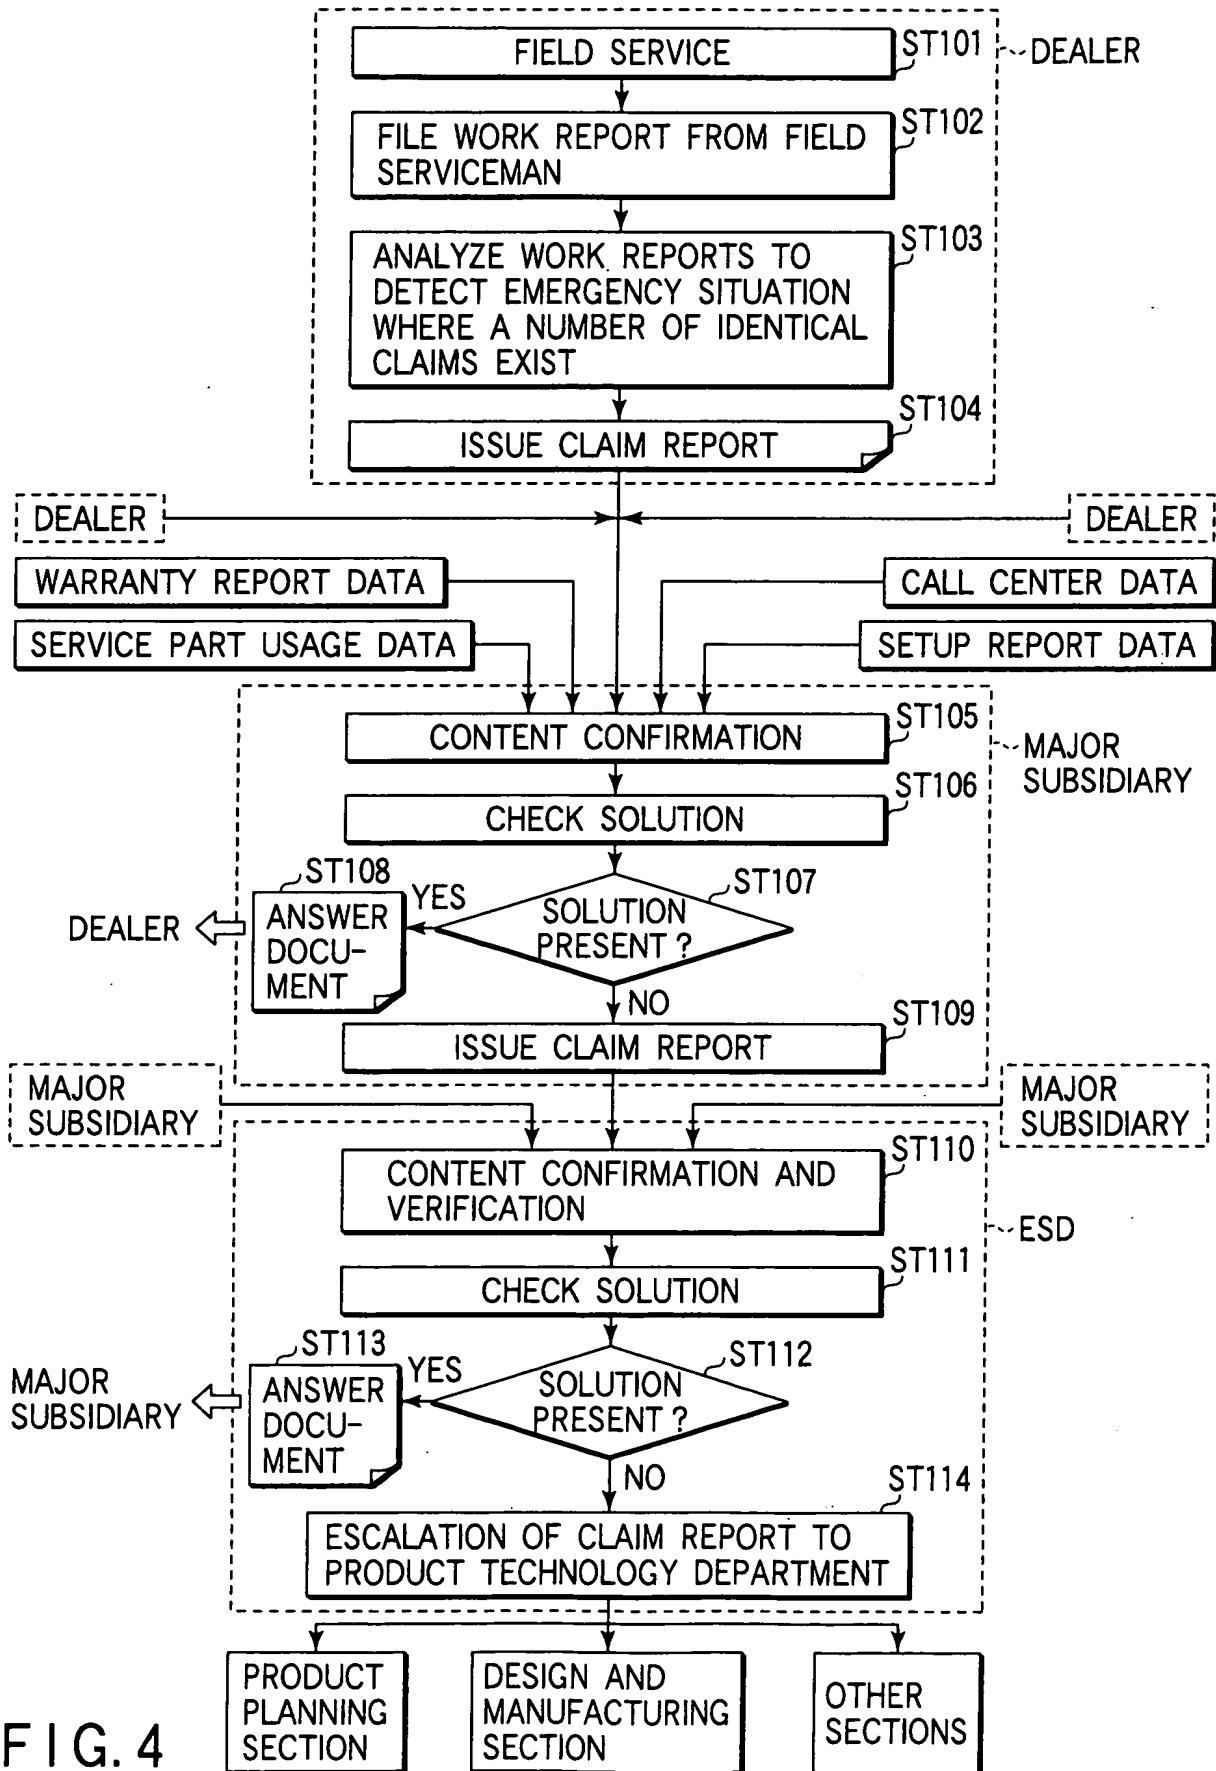 FIELD SERVICE
ST101
DEALER
FILE WORK REPORT FROM FIELD
SERVICEMAN
ST102
ANALYZE WORK REPORTS TO
DETECT EMERGENCY SITUATION
WHERE A NUMBER OF IDENTICAL
CLAIMS EXIST
ST103
ISSUE CLAIM REPORT
ST104
DEALER
DEALER
WARRANTY REPORT DATA
CALL CENTER DATA
SERVICE PART USAGE DATA
SETUP REPORT DATA
CONTENT CONFIRMATION
ST105
MAJOR
SUBSIDIARY
CHECK SOLUTION
ST106
SOLUTION
PRESENT ?
ST107
YES
ST108
ANSWER
DOCU-
MENT
DEALER
NO
ISSUE CLAIM REPORT
ST109
MAJOR
SUBSIDIARY
MAJOR
SUBSIDIARY
CONTENT CONFIRMATION AND
VERIFICATION
ST110
ESD
CHECK SOLUTION
ST111
SOLUTION
PRESENT ?
ST112
YES
ST113
ANSWER
DOCU-
MENT
MAJOR
SUBSIDIARY
NO
ESCALATION OF CLAIM REPORT TO
PRODUCT TECHNOLOGY DEPARTMENT
ST114
PRODUCT
PLANNING
SECTION
DESIGN AND
MANUFACTURING
SECTION
OTHER
SECTIONS
FIG. 4